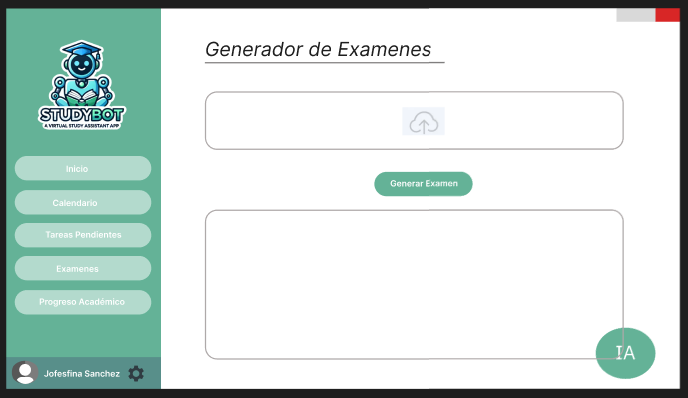 STUDYBOT
A VIRTUAL STUDY ASSISTANT APP
Inicio
Calendario
Tareas Pendientes
Examenes
Progreso Académico
Jofesfina Sanchez
Generador de Examenes
Generar Examen
IA